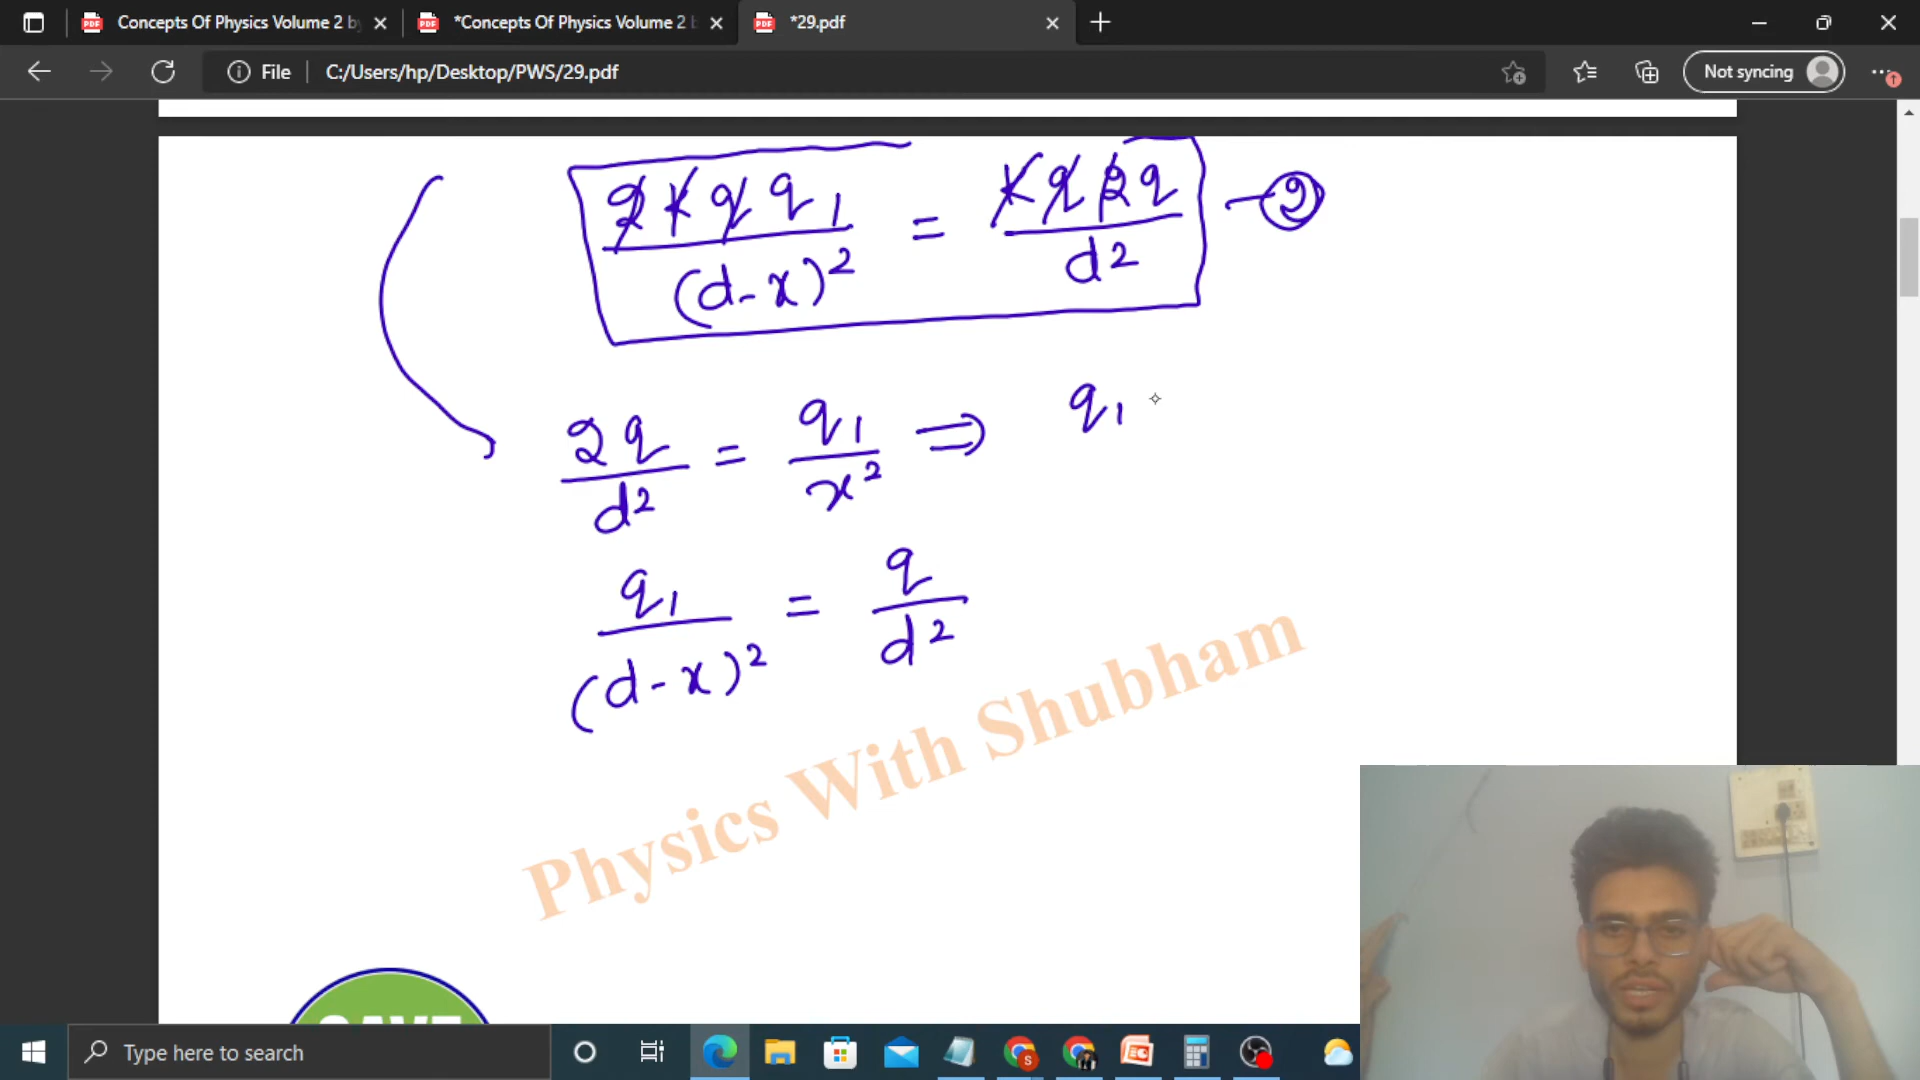 Concepts Of Physics Volume 2 by
*Concepts Of Physics Volume 2 b
*29.pdf
File
C:/Users/hp/Desktop/PWS/29.pdf
Not syncing
2kqq₁/(d-x)² = kq2q/d² -②
2q/d² = q₁/x² ⇒ q₁
q₁/(d-x)² = q/d²
Physics With Shubham
SAVE
Type here to search